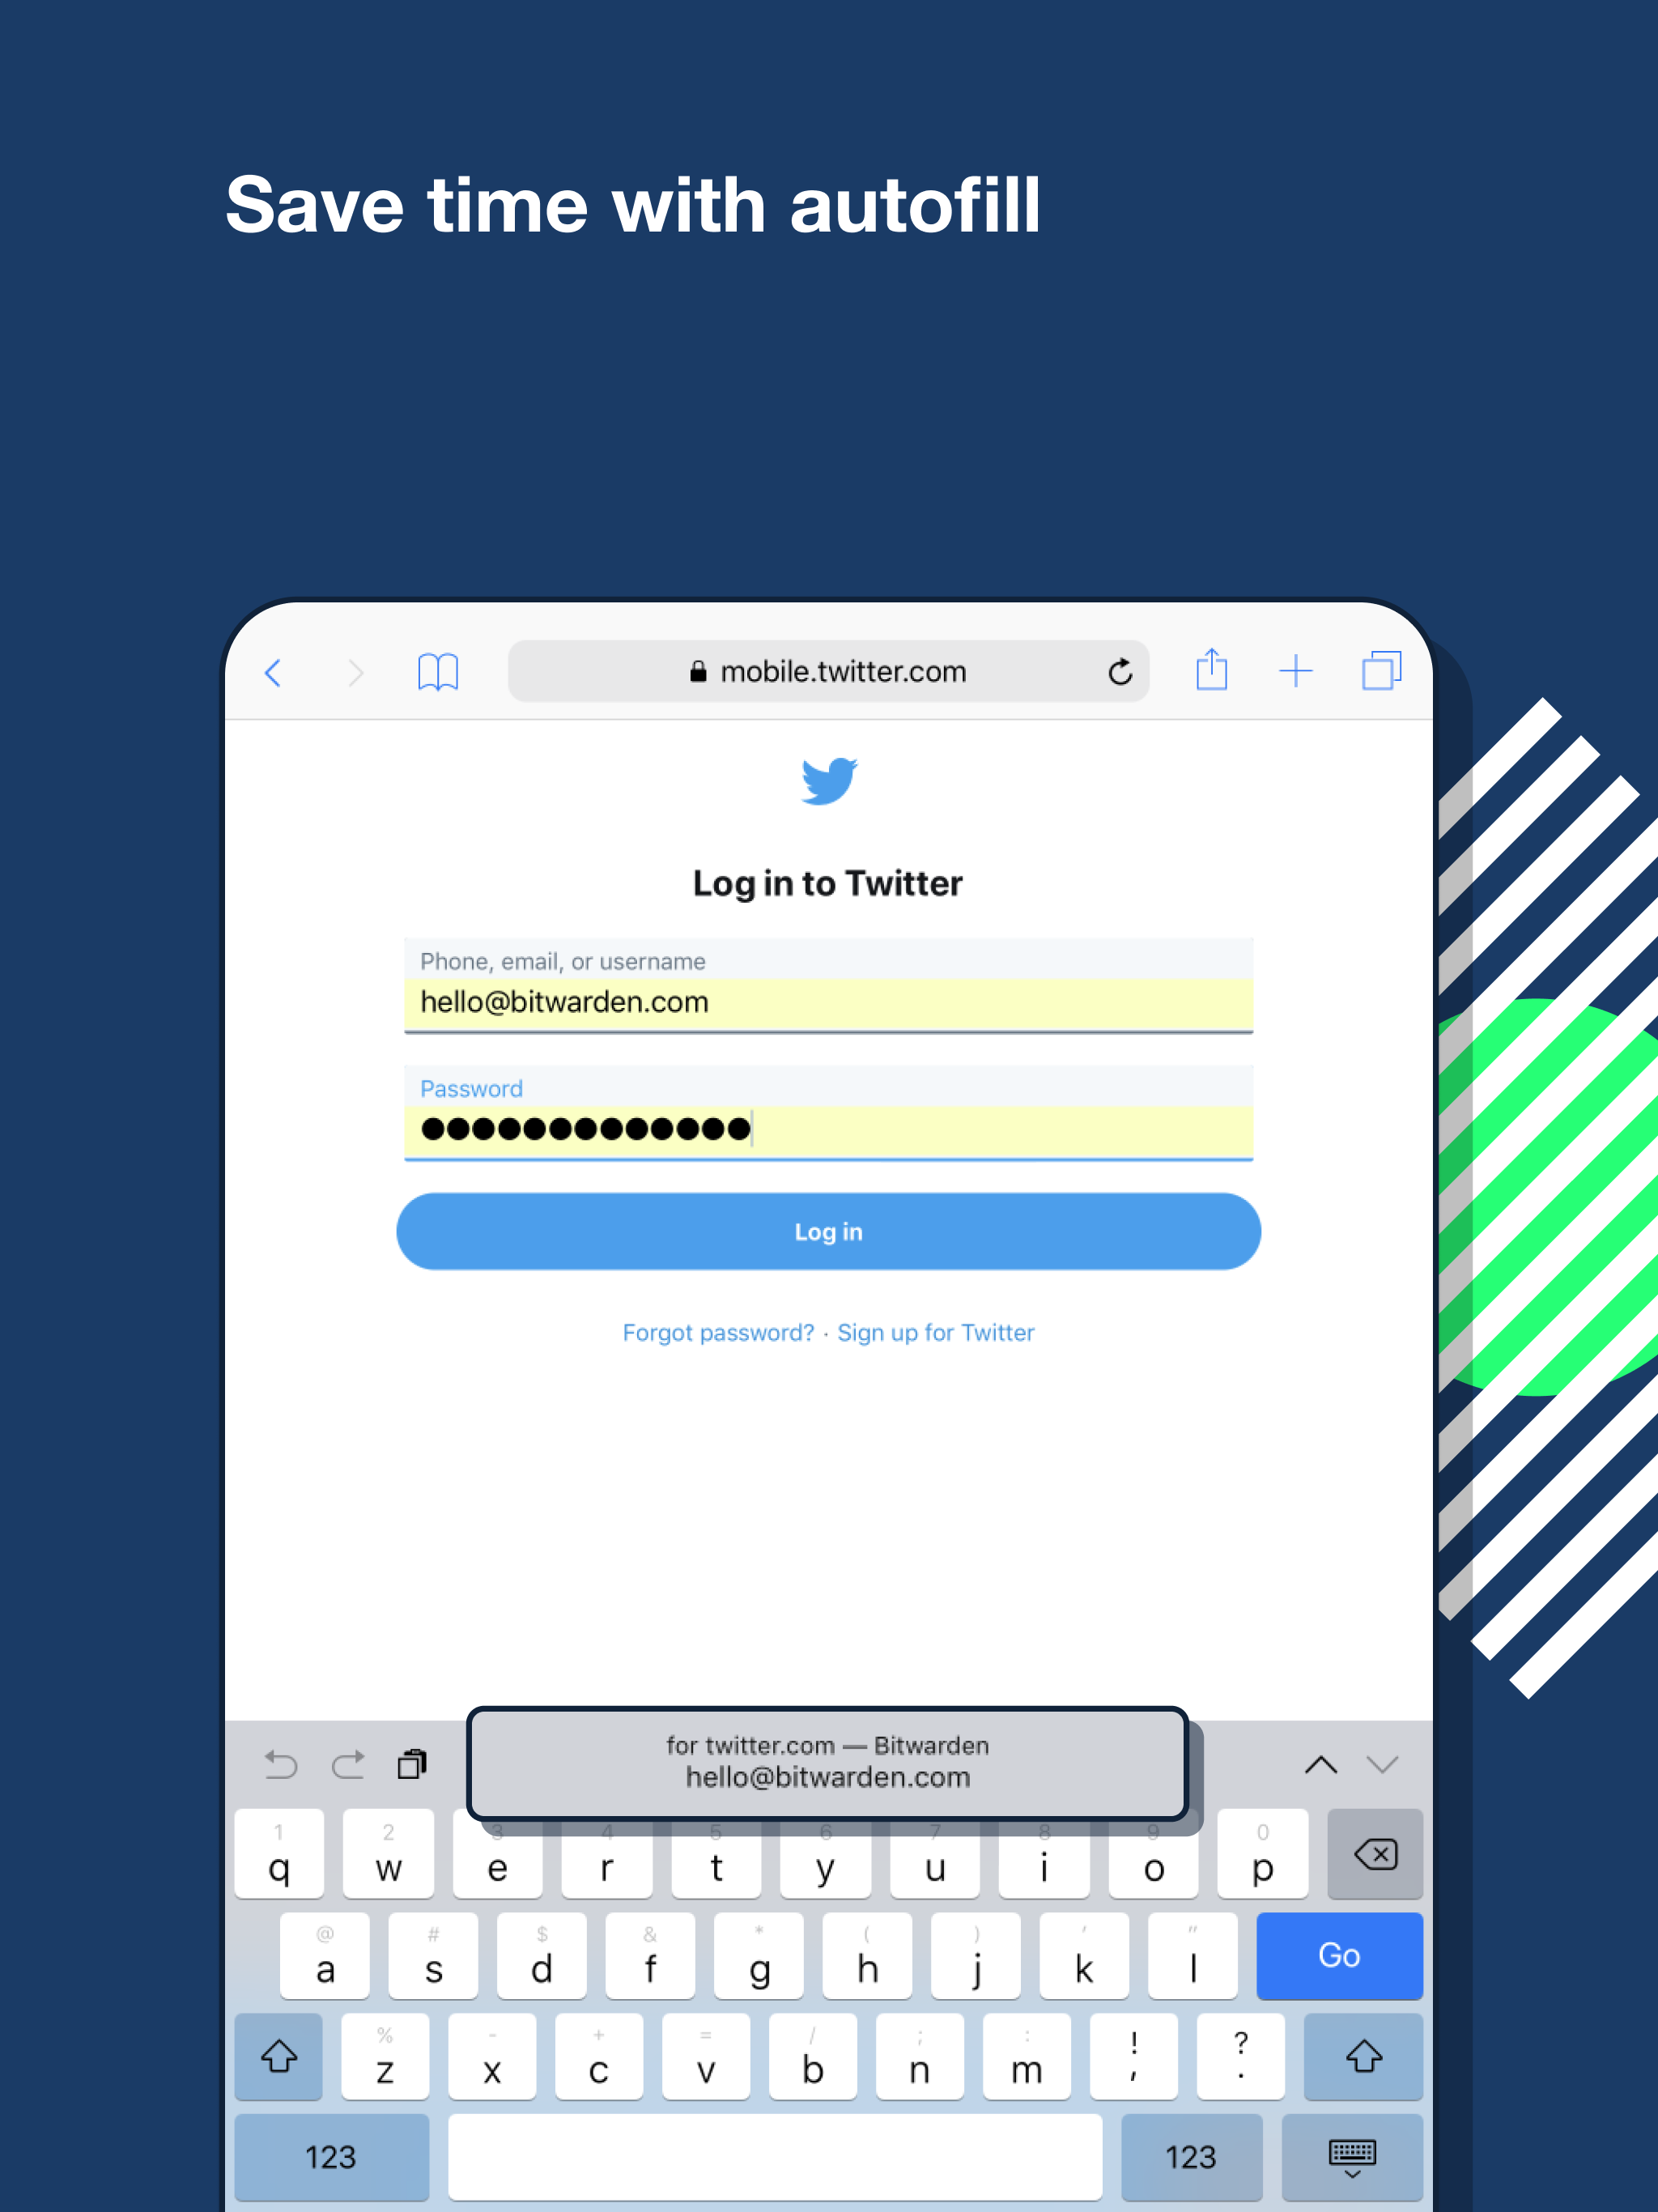 Save time with autofill
mobile.twitter.com
Log in to Twitter
Phone, email, or username
hello@bitwarden.com
Password
Log in
Forgot password? · Sign up for Twitter
for twitter.com — Bitwarden
hello@bitwarden.com
1 2 3 4 5 6 7 8 9 0
q w e r t y u i o p
@ # $ & * ( ) ' "
a s d f g h j k l Go
% - + = / ; : ! ?
z x c v b n m , .
123 123